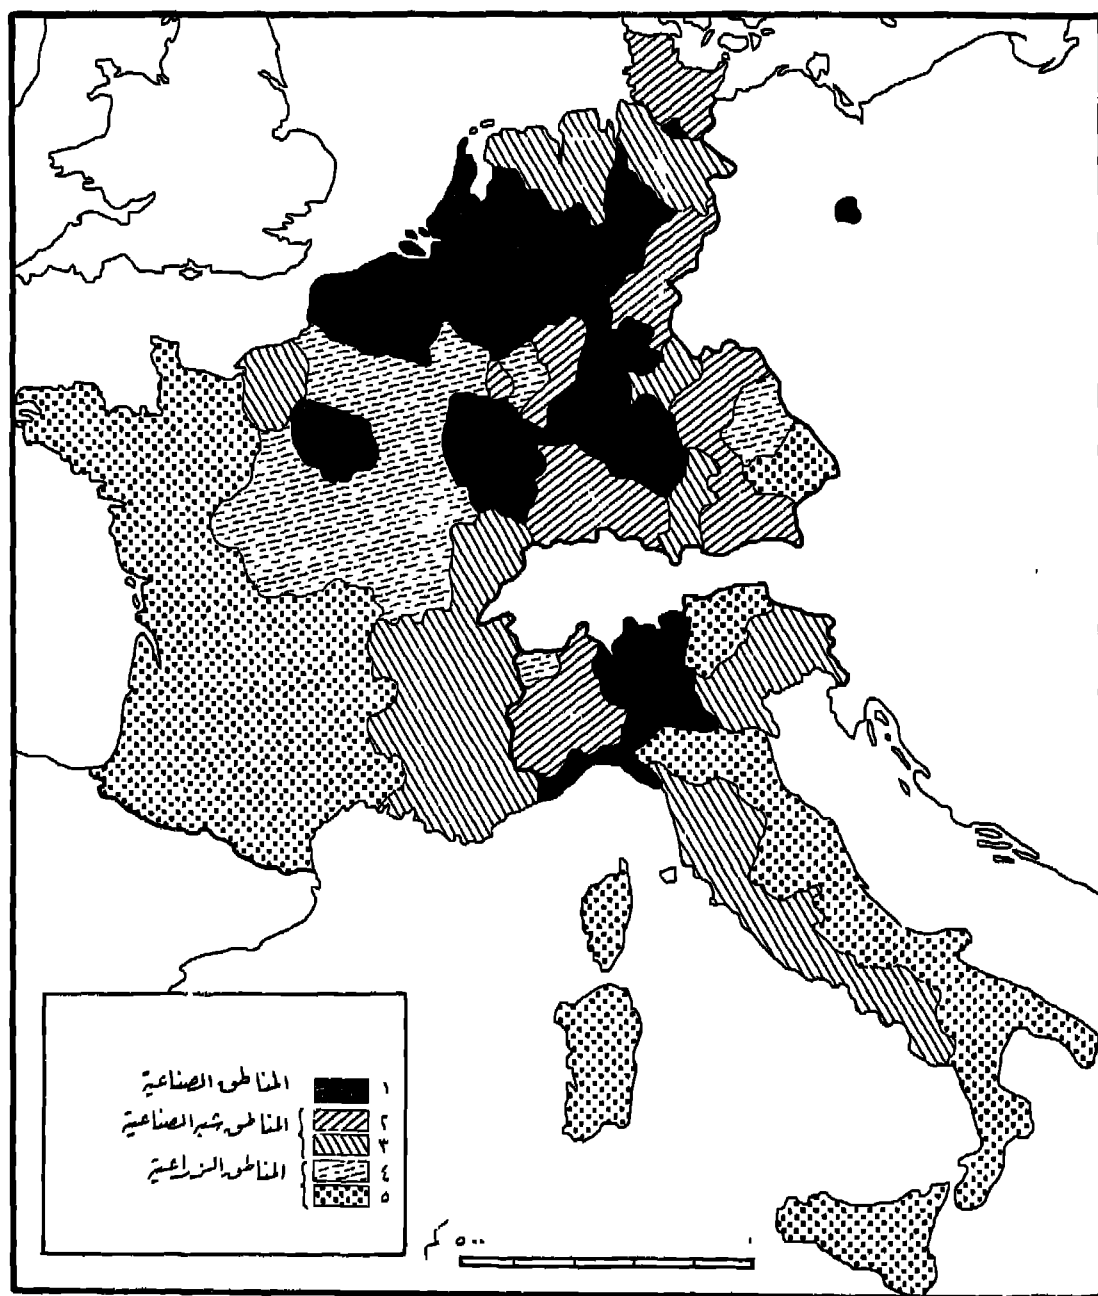 ١ المناطق الصناعية
٢ المناطق شبه الصناعية
٣
٤ المناطق الزراعية
٥
٥٠٠ كم